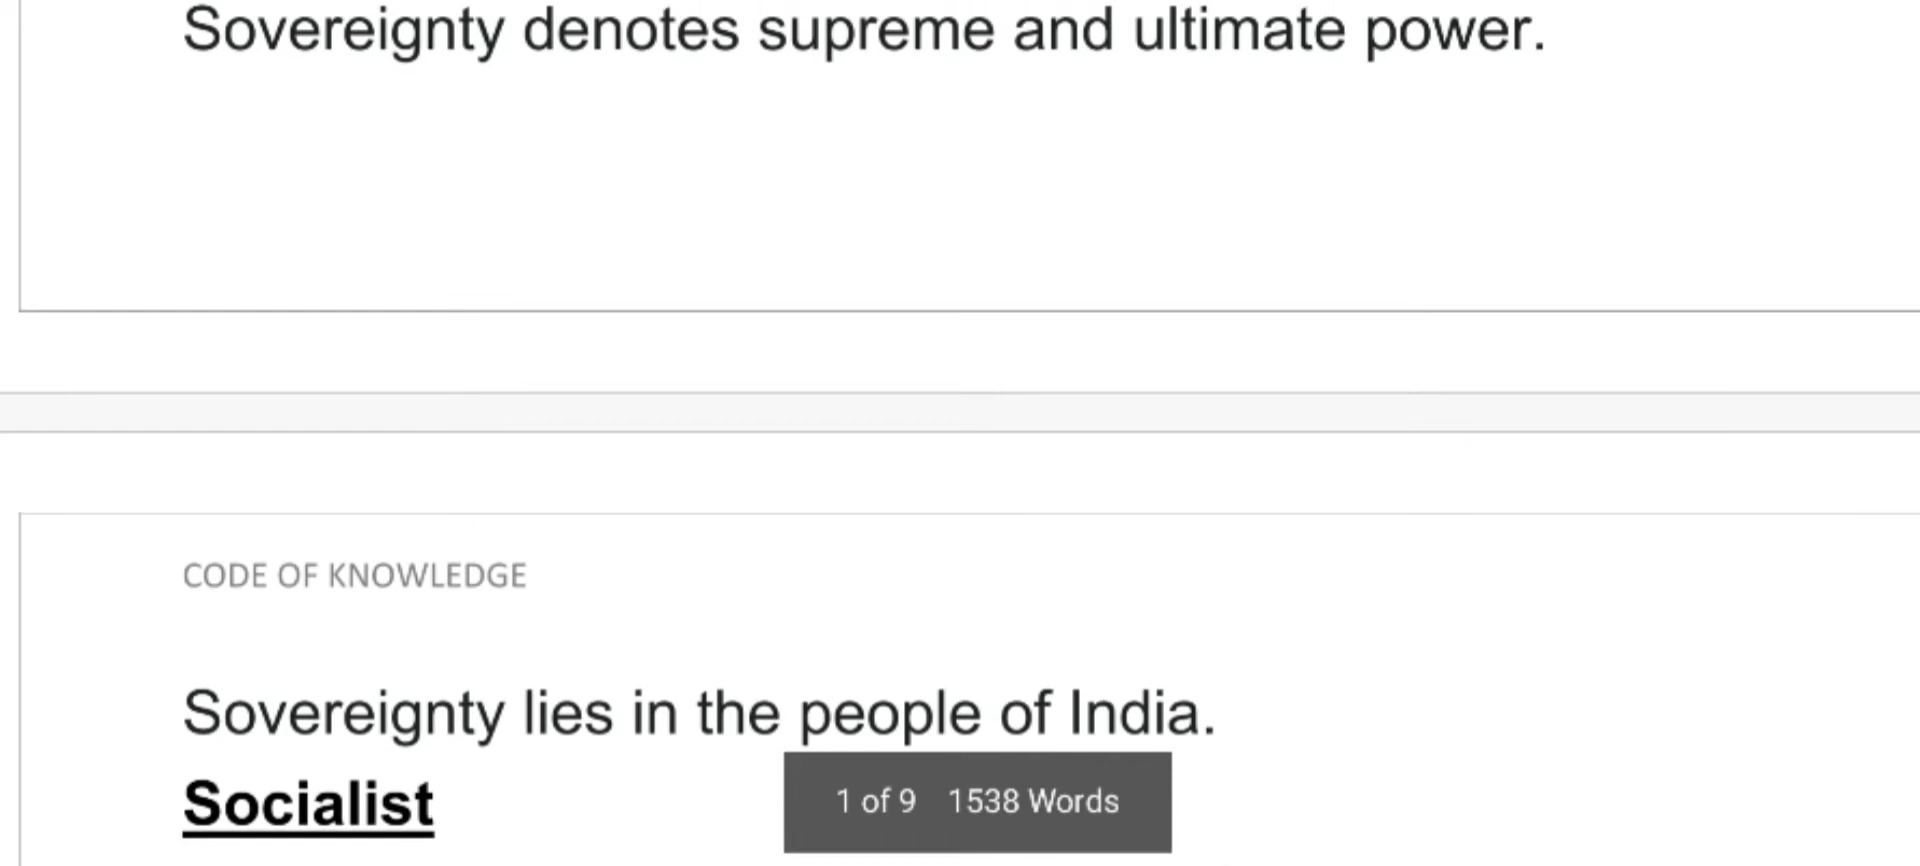 Sovereignty denotes supreme and ultimate power.
CODE OF KNOWLEDGE
Sovereignty lies in the people of India.
Socialist
1 of 9 1538 Words